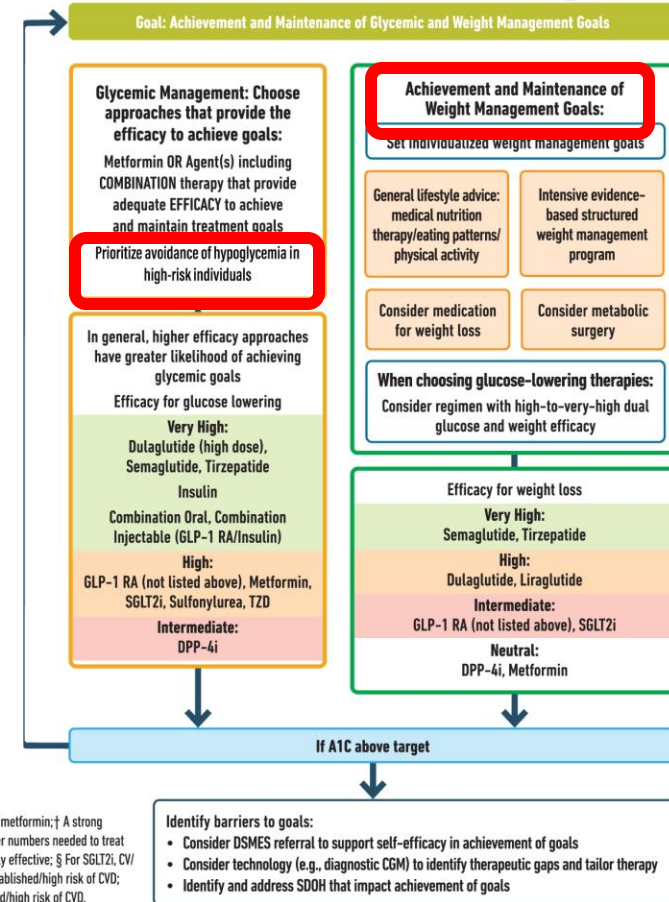 Goal: Achievement and Maintenance of Glycemic and Weight Management Goals
Glycemic Management: Choose
approaches that provide the
efficacy to achieve goals:
Metformin OR Agent(s) including
COMBINATION therapy that provide
adequate EFFICACY to achieve
and maintain treatment goals
Prioritize avoidance of hypoglycemia in
high-risk individuals
In general, higher efficacy approaches
have greater likelihood of achieving
glycemic goals
Efficacy for glucose lowering
Very High:
Dulaglutide (high dose),
Semaglutide, Tirzepatide
Insulin
Combination Oral, Combination
Injectable (GLP-1 RA/Insulin)
High:
GLP-1 RA (not listed above), Metformin,
SGLT2i, Sulfonylurea, TZD
Intermediate:
DPP-4i
Achievement and Maintenance of
Weight Management Goals:
Set individualized weight management goals
General lifestyle advice:
medical nutrition
therapy/eating patterns/
physical activity
Intensive evidence-
based structured
weight management
program
Consider medication
for weight loss
Consider metabolic
surgery
When choosing glucose-lowering therapies:
Consider regimen with high-to-very-high dual
glucose and weight efficacy
Efficacy for weight loss
Very High:
Semaglutide, Tirzepatide
High:
Dulaglutide, Liraglutide
Intermediate:
GLP-1 RA (not listed above), SGLT2i
Neutral:
DPP-4i, Metformin
If A1C above target
metformin;† A strong
er numbers needed to treat
ly effective; § For SGLT2i, CV/
ablished/high risk of CVD;
d/high risk of CVD.
Identify barriers to goals:
• Consider DSMES referral to support self-efficacy in achievement of goals
• Consider technology (e.g., diagnostic CGM) to identify therapeutic gaps and tailor therapy
• Identify and address SDOH that impact achievement of goals